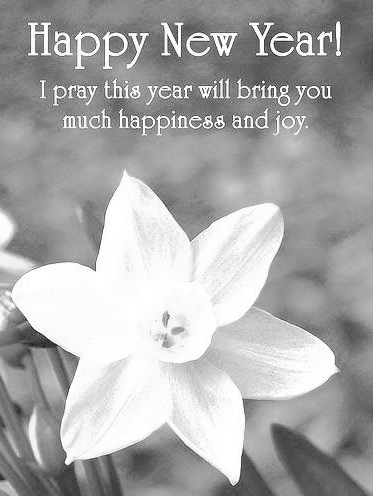 Happy New Year!
I pray this year will bring you
much happiness and joy.